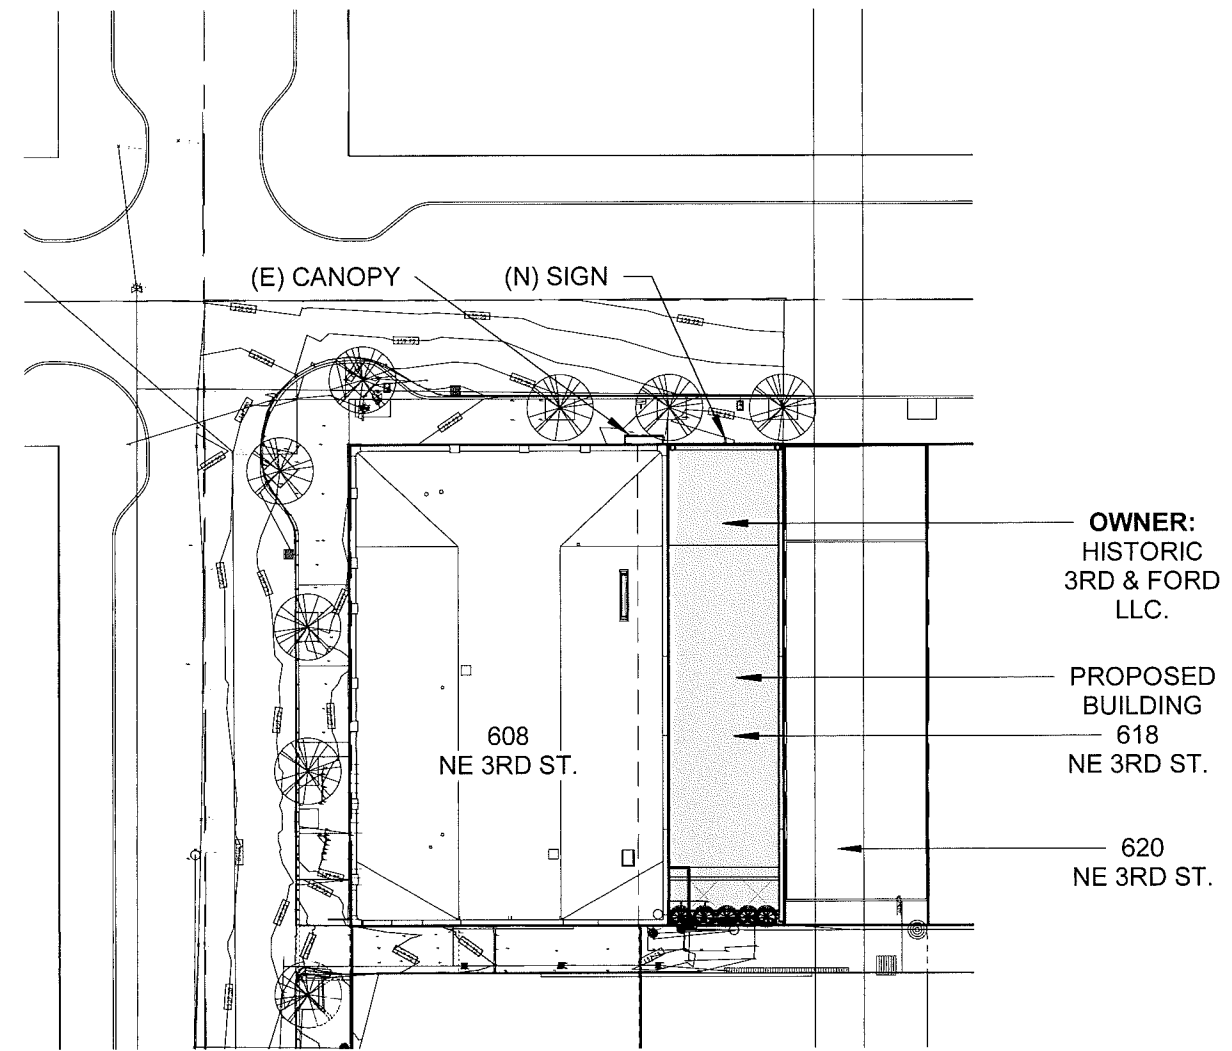 (E) CANOPY
(N) SIGN
OWNER:
HISTORIC
3RD & FORD
LLC.
PROPOSED
BUILDING
618
NE 3RD ST.
608
NE 3RD ST.
620
NE 3RD ST.